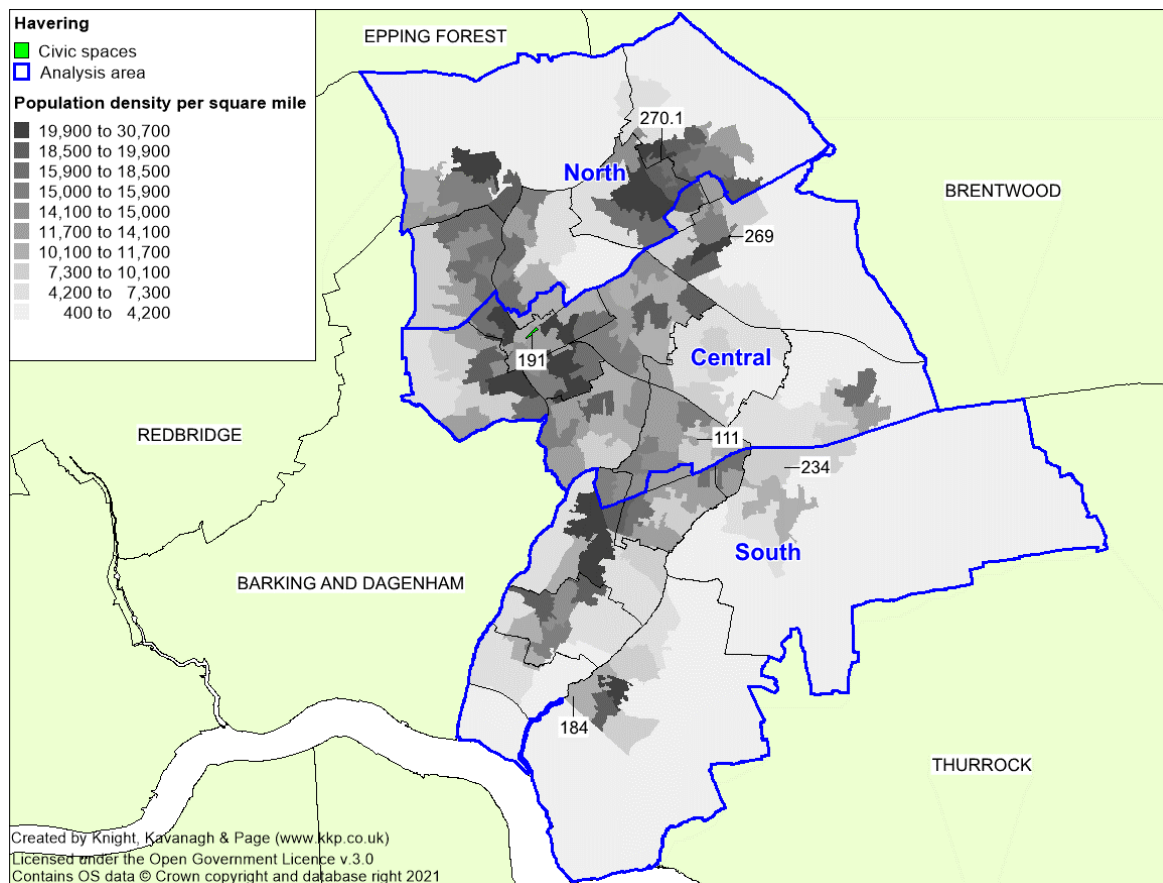 Havering
Civic spaces
Analysis area
Population density per square mile
19,900 to 30,700
18,500 to 19,900
15,900 to 18,500
15,000 to 15,900
14,100 to 15,000
11,700 to 14,100
10,100 to 11,700
7,300 to 10,100
4,200 to 7,300
400 to 4,200
EPPING FOREST
270.1
North
BRENTWOOD
269
191
Central
REDBRIDGE
111
234
South
BARKING AND DAGENHAM
184
THURROCK
Created by Knight, Kavanagh & Page (www.kkp.co.uk)
Licensed under the Open Government Licence v.3.0
Contains OS data © Crown copyright and database right 2021